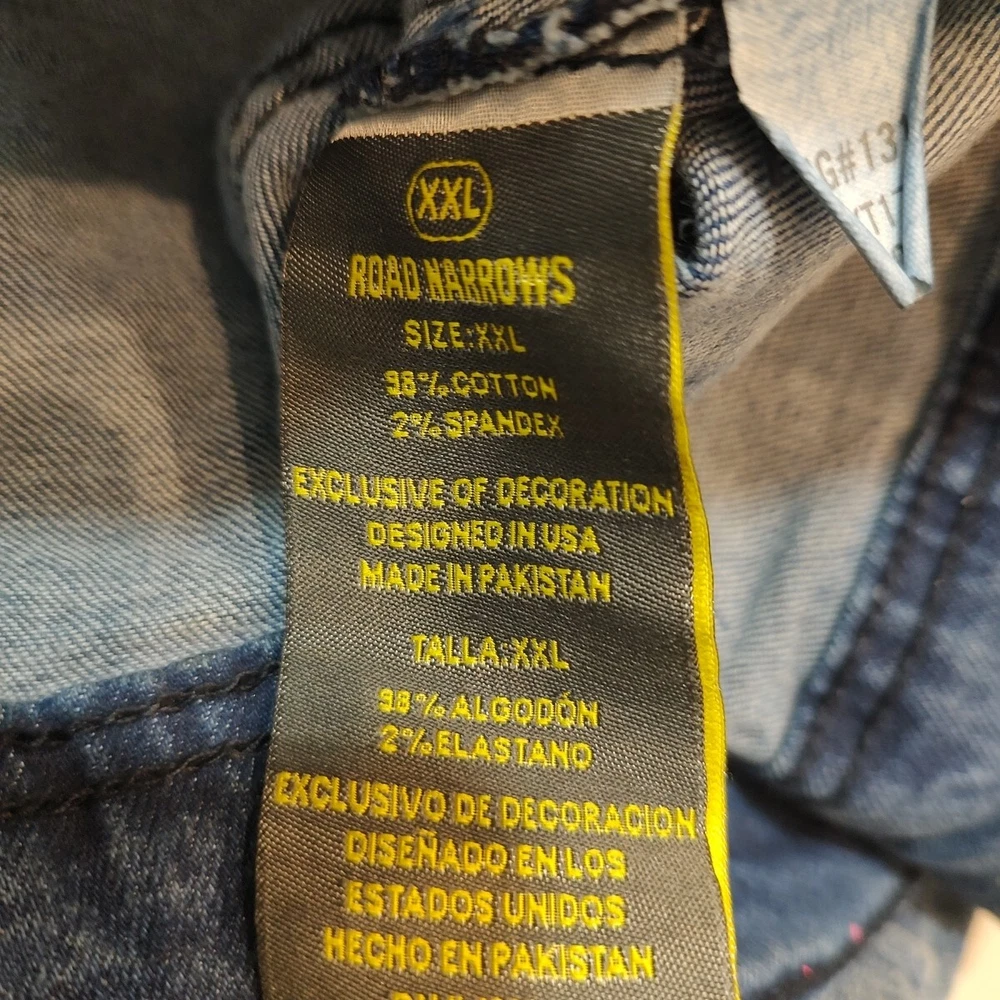 XXL
ROAD NARROWS
SIZE:XXL
98% COTTON
2% SPANDEX
EXCLUSIVE OF DECORATION
DESIGNED IN USA
MADE IN PAKISTAN
TALLA:XXL
98% ALGODÓN
2% ELASTANO
EXCLUSIVO DE DECORACION
DISEÑADO EN LOS
ESTADOS UNIDOS
HECHO EN PAKISTAN
G#13